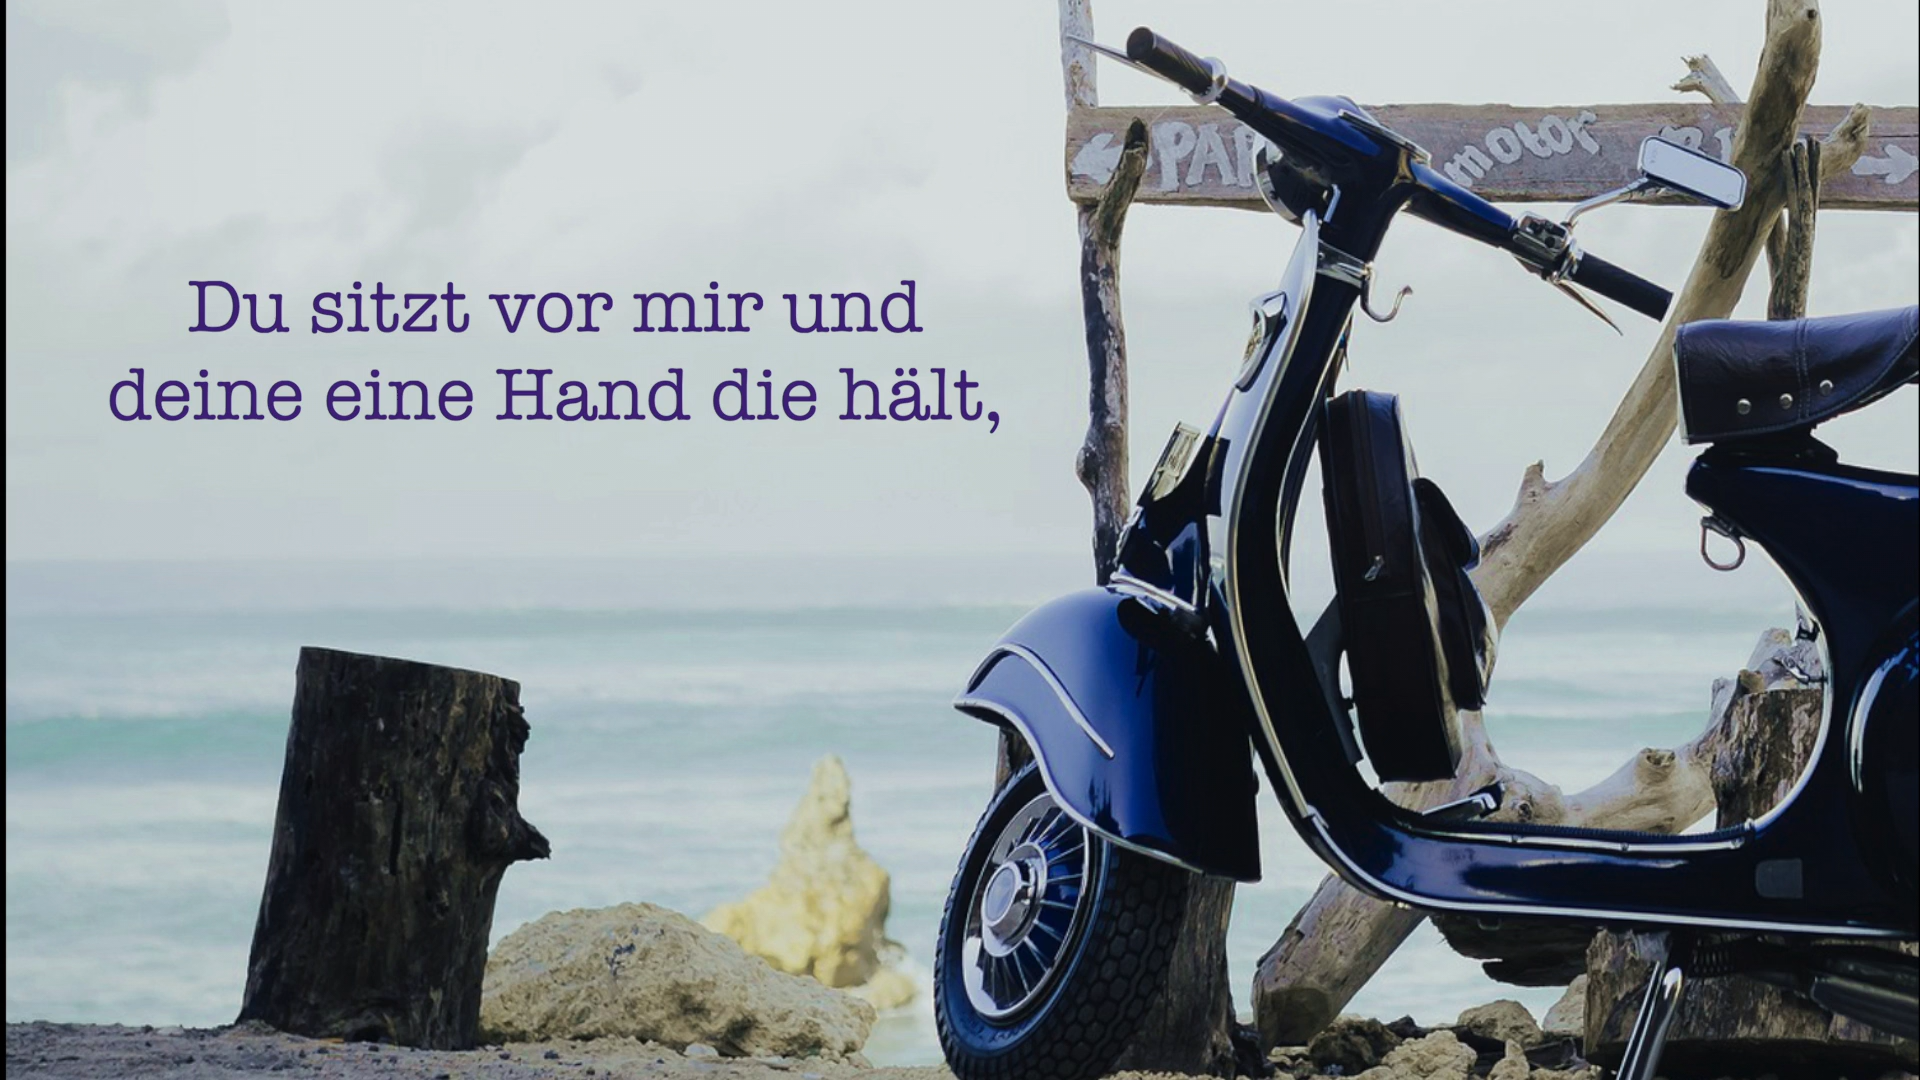 Du sitzt vor mir und
deine eine Hand die hält,
motor